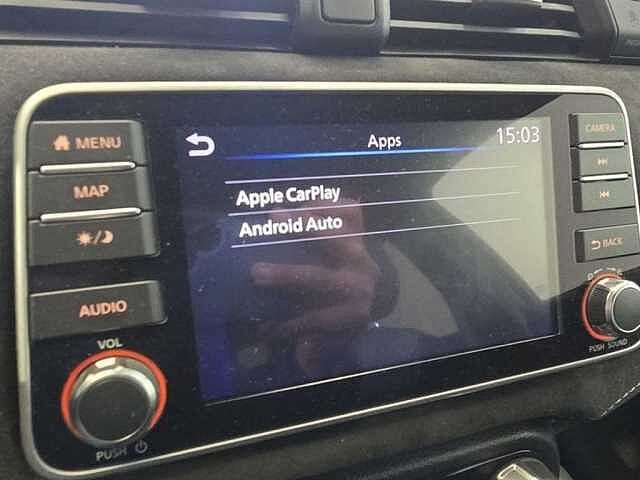 MENU
MAP
AUDIO
VOL
PUSH
Apps
15:03
Apple CarPlay
Android Auto
CAMERA
BACK
PUSH SOUND